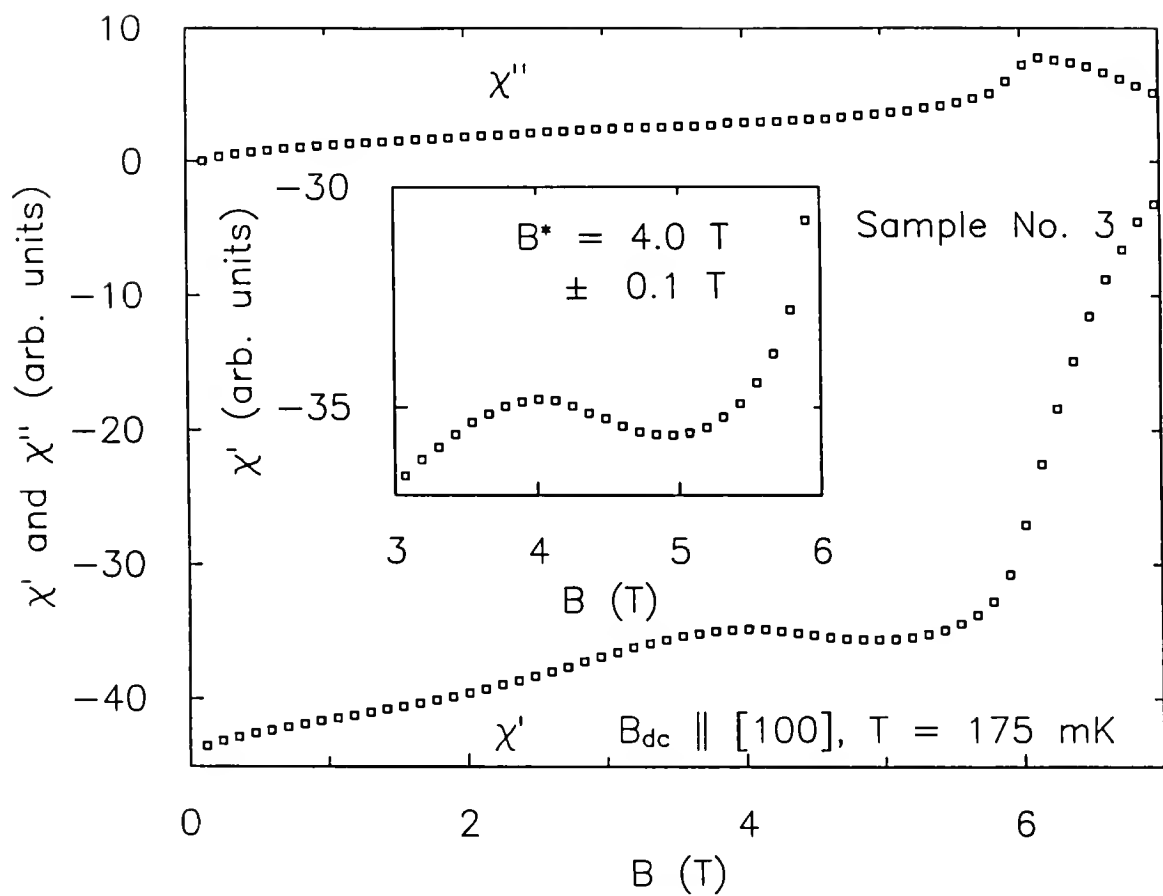 10
χ''
0
−30
B* = 4.0 T
± 0.1 T
Sample No. 3
−10
−35
−20
3 4 5 6
B (T)
−30
−40
χ'
B_dc ∥ [100], T = 175 mK
0 2 4 6
B (T)
χ' and χ'' (arb. units)
χ' (arb. units)